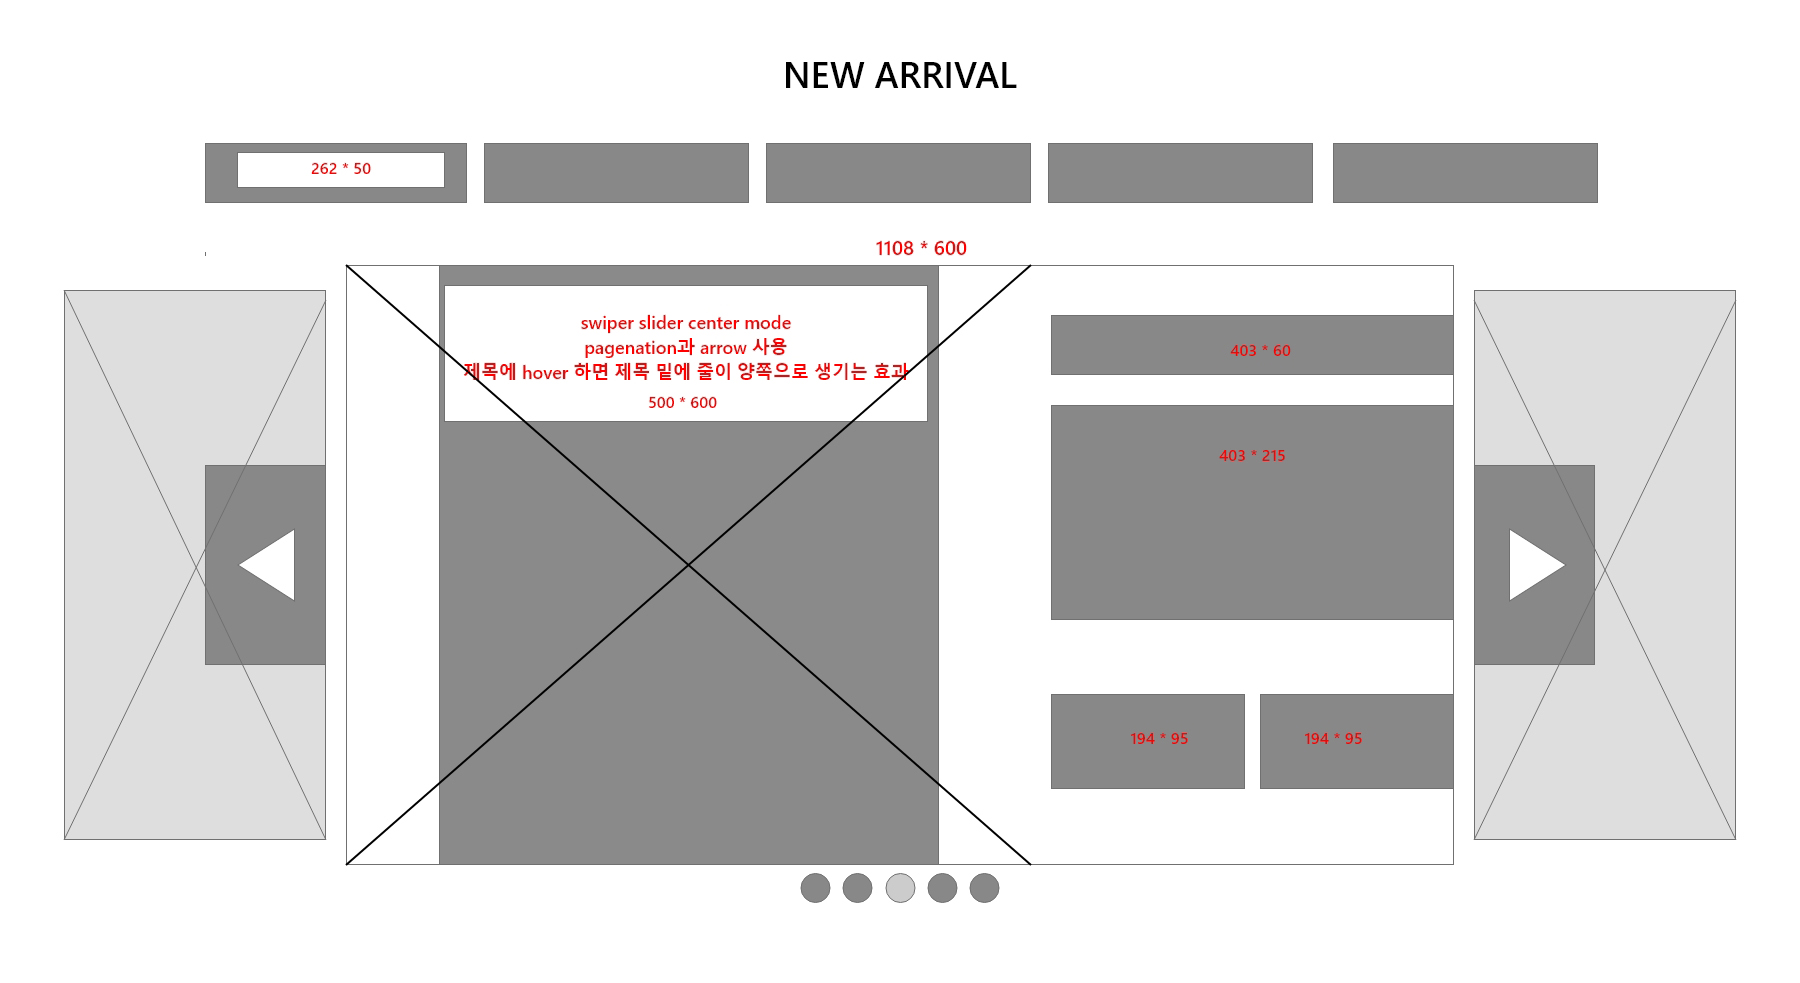 NEW ARRIVAL
262 * 50
1108 * 600
swiper slider center mode
pagenation과 arrow 사용
제목에 hover 하면 제목 밑에 줄이 양쪽으로 생기는 효과
500 * 600
403 * 60
403 * 215
194 * 95
194 * 95